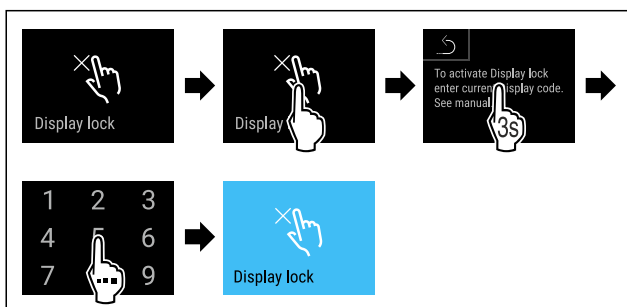 Display lock
Display
To activate Display lock
enter current display code.
See manual.
3s
1 2 3
4 5 6
7 9
Display lock